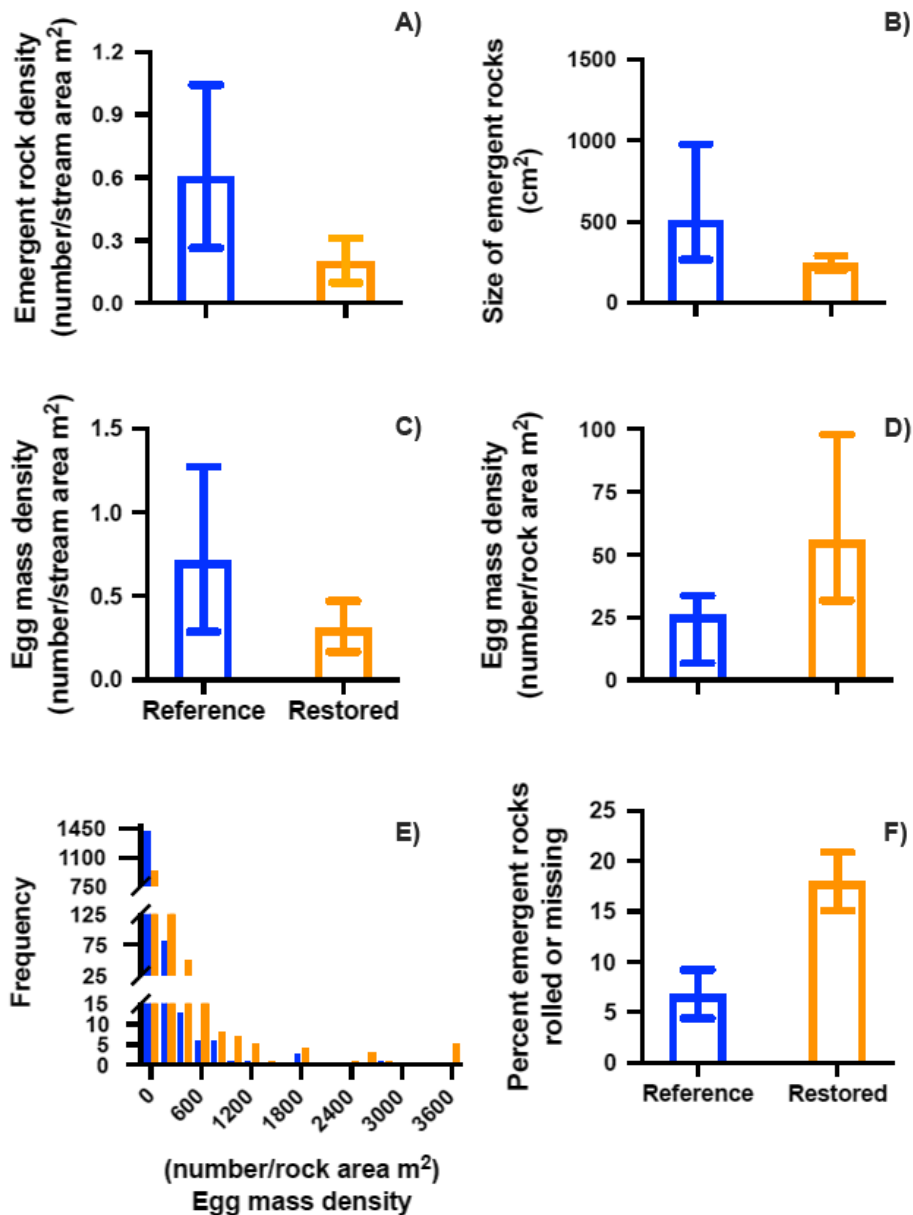 A)
Emergent rock density
(number/stream area m²)
1.2
0.9
0.6
0.3
0.0
B)
Size of emergent rocks
(cm²)
1500
1000
500
0
C)
Egg mass density
(number/stream area m²)
1.5
1.0
0.5
0.0
Reference Restored
D)
Egg mass density
(number/rock area m²)
100
75
50
25
0
E)
Frequency
1450
1100
750
125
75
25
15
10
5
0
0 600 1200 1800 2400 3000 3600
(number/rock area m²)
Egg mass density
F)
Percent emergent rocks
rolled or missing
25
20
15
10
5
0
Reference Restored